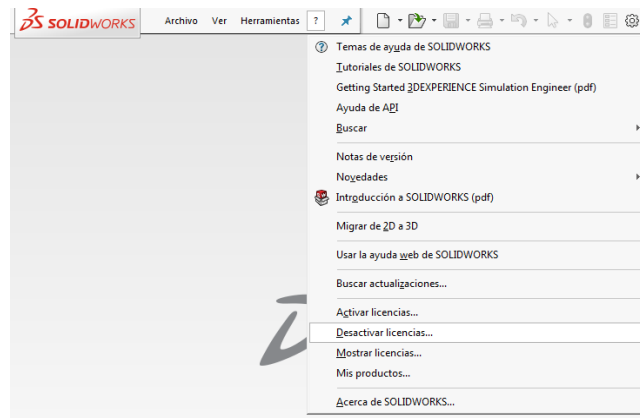 SOLIDWORKS Archivo Ver Herramientas ?
Temas de ayuda de SOLIDWORKS
Tutoriales de SOLIDWORKS
Getting Started 3DEXPERIENCE Simulation Engineer (pdf)
Ayuda de API
Buscar
Notas de versión
Novedades
Introducción a SOLIDWORKS (pdf)
Migrar de 2D a 3D
Usar la ayuda web de SOLIDWORKS
Buscar actualizaciones...
Activar licencias...
Desactivar licencias...
Mostrar licencias...
Mis productos...
Acerca de SOLIDWORKS...